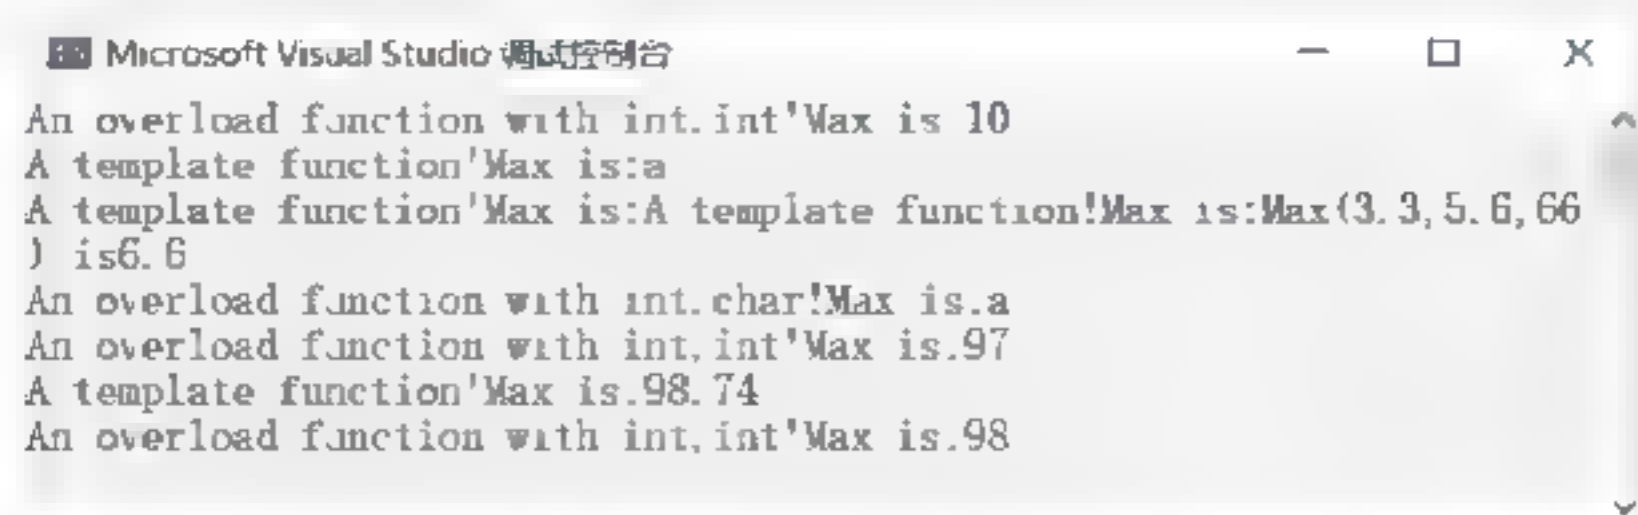 Microsoft Visual Studio 调试控制台
An overload function with int.int'Max is 10
A template function'Max is:a
A template function'Max is:A template function!Max is:Max(3.3,5.6,66
) is6.6
An overload function with int.char!Max is.a
An overload function with int,int'Max is.97
A template function'Max is.98.74
An overload function with int,int'Max is.98